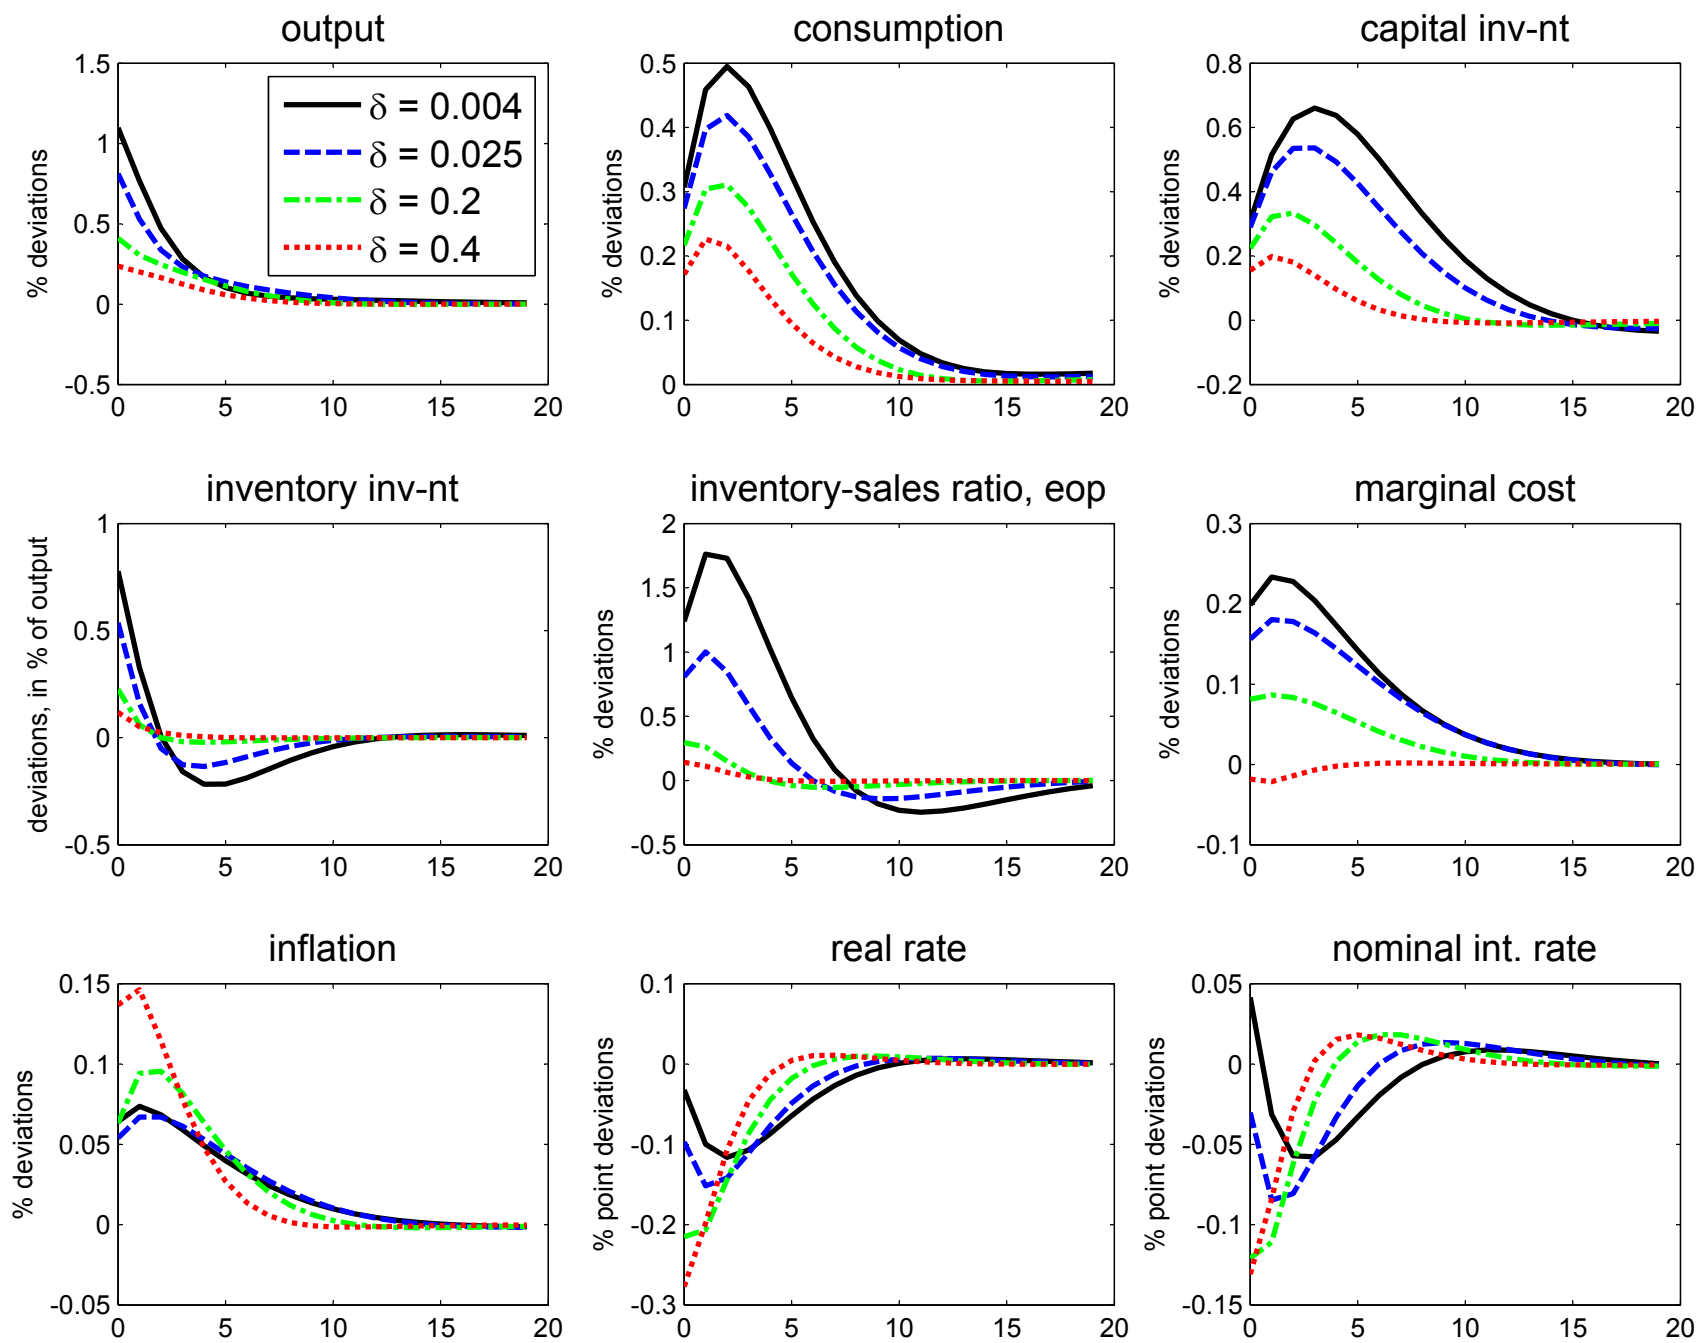 output
% deviations
1.5
1
0.5
0
-0.5
0 5 10 15 20
δ = 0.004
δ = 0.025
δ = 0.2
δ = 0.4
consumption
% deviations
0.5
0.4
0.3
0.2
0.1
0
0 5 10 15 20
capital inv-nt
% deviations
0.8
0.6
0.4
0.2
0
-0.2
0 5 10 15 20
inventory inv-nt
deviations, in % of output
1
0.5
0
-0.5
0 5 10 15 20
inventory-sales ratio, eop
% deviations
2
1.5
1
0.5
0
-0.5
0 5 10 15 20
marginal cost
% deviations
0.3
0.2
0.1
0
-0.1
0 5 10 15 20
inflation
% deviations
0.15
0.1
0.05
0
-0.05
0 5 10 15 20
real rate
% point deviations
0.1
0
-0.1
-0.2
-0.3
0 5 10 15 20
nominal int. rate
% point deviations
0.05
0
-0.05
-0.1
-0.15
0 5 10 15 20